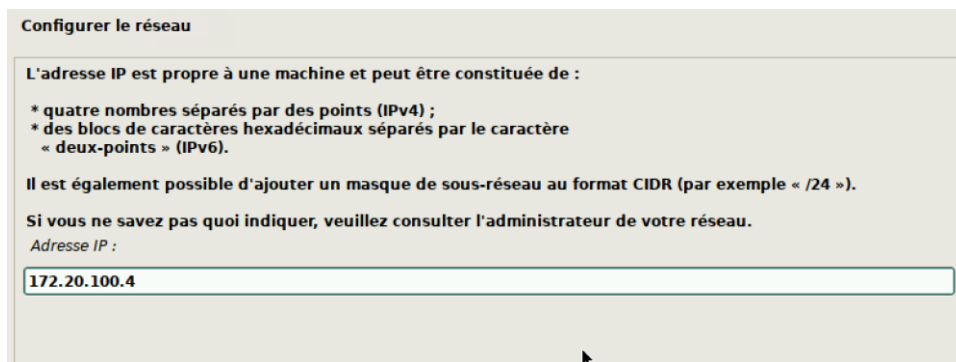 Configurer le réseau
L'adresse IP est propre à une machine et peut être constituée de :
* quatre nombres séparés par des points (IPv4) ;
* des blocs de caractères hexadécimaux séparés par le caractère
« deux-points » (IPv6).
Il est également possible d'ajouter un masque de sous-réseau au format CIDR (par exemple « /24 »).
Si vous ne savez pas quoi indiquer, veuillez consulter l'administrateur de votre réseau.
Adresse IP :
172.20.100.4